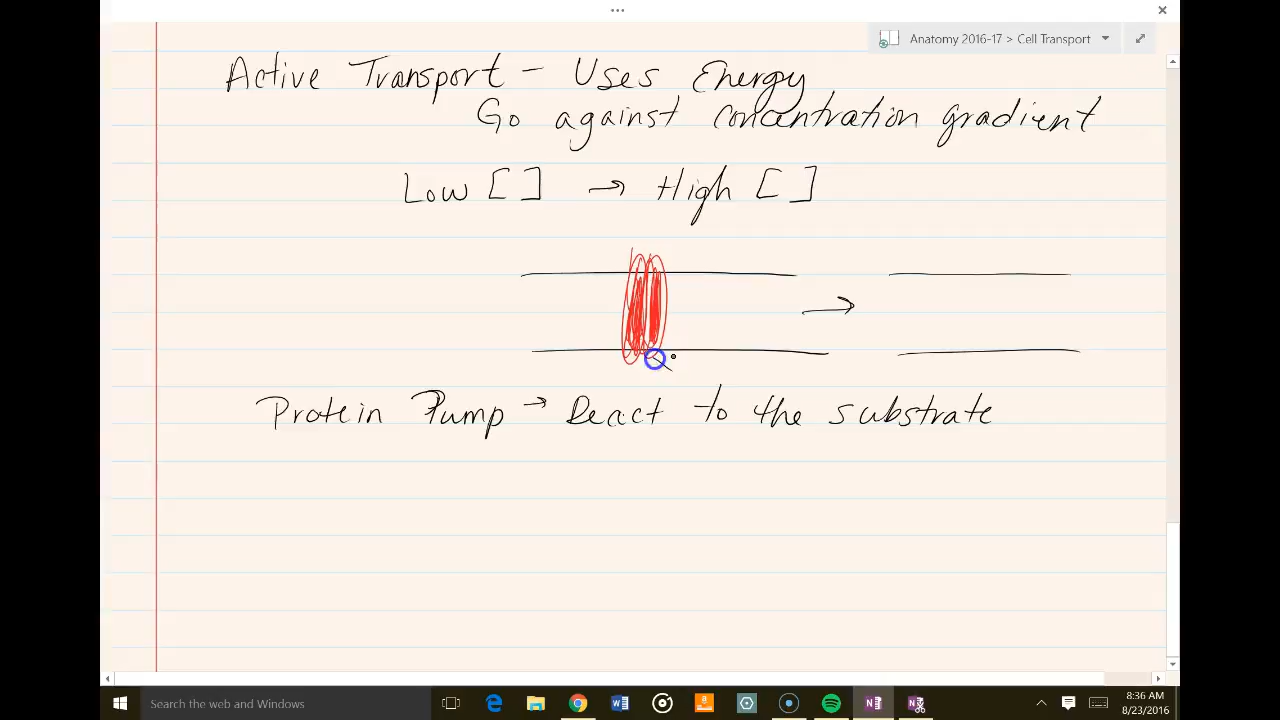 Anatomy 2016-17 > Cell Transport
Active Transport - Uses Energy
Go against concentration gradient
Low [ ] → High [ ]
→
Protein Pump → React to the substrate
Search the web and Windows
8:36 AM
8/23/2016